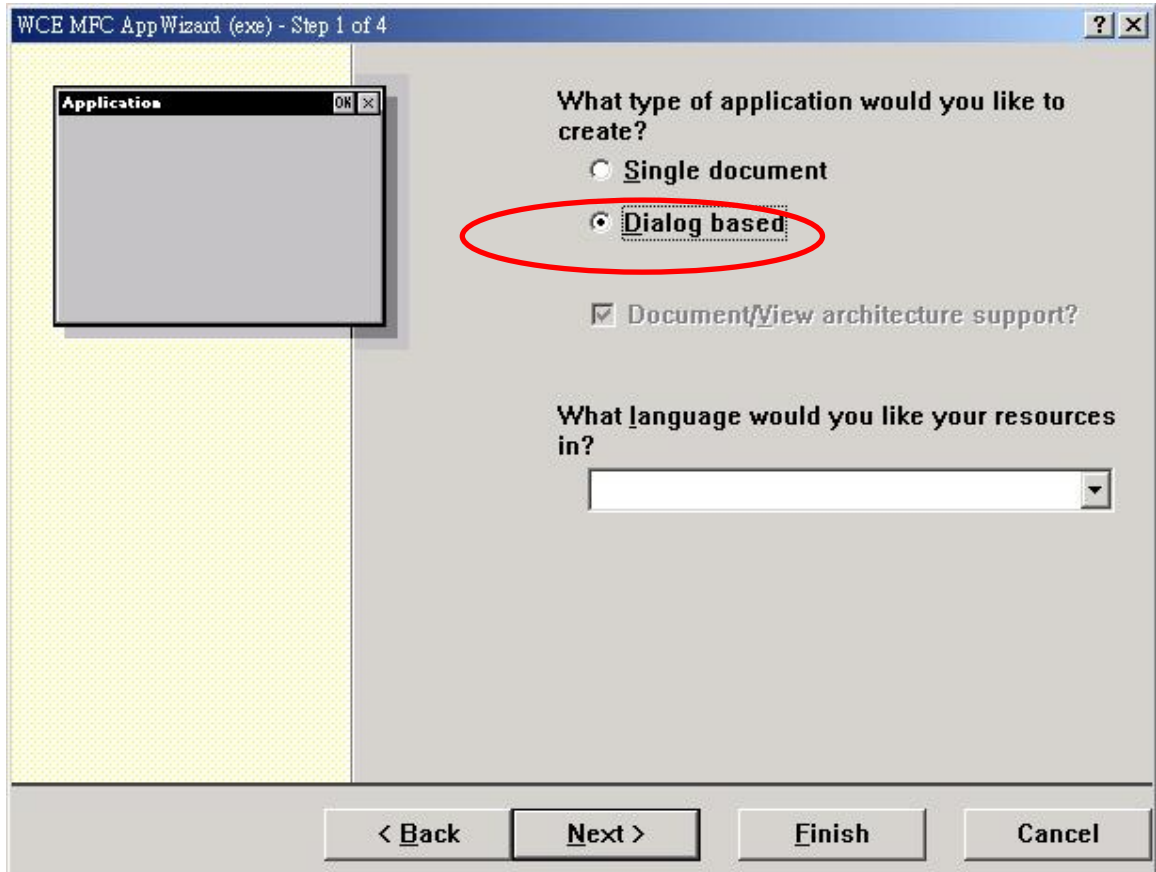 WCE MFC AppWizard (exe) - Step 1 of 4
Application
OK
What type of application would you like to
create?
Single document
Dialog based
Document/View architecture support?
What language would you like your resources
in?
< Back
Next >
Finish
Cancel